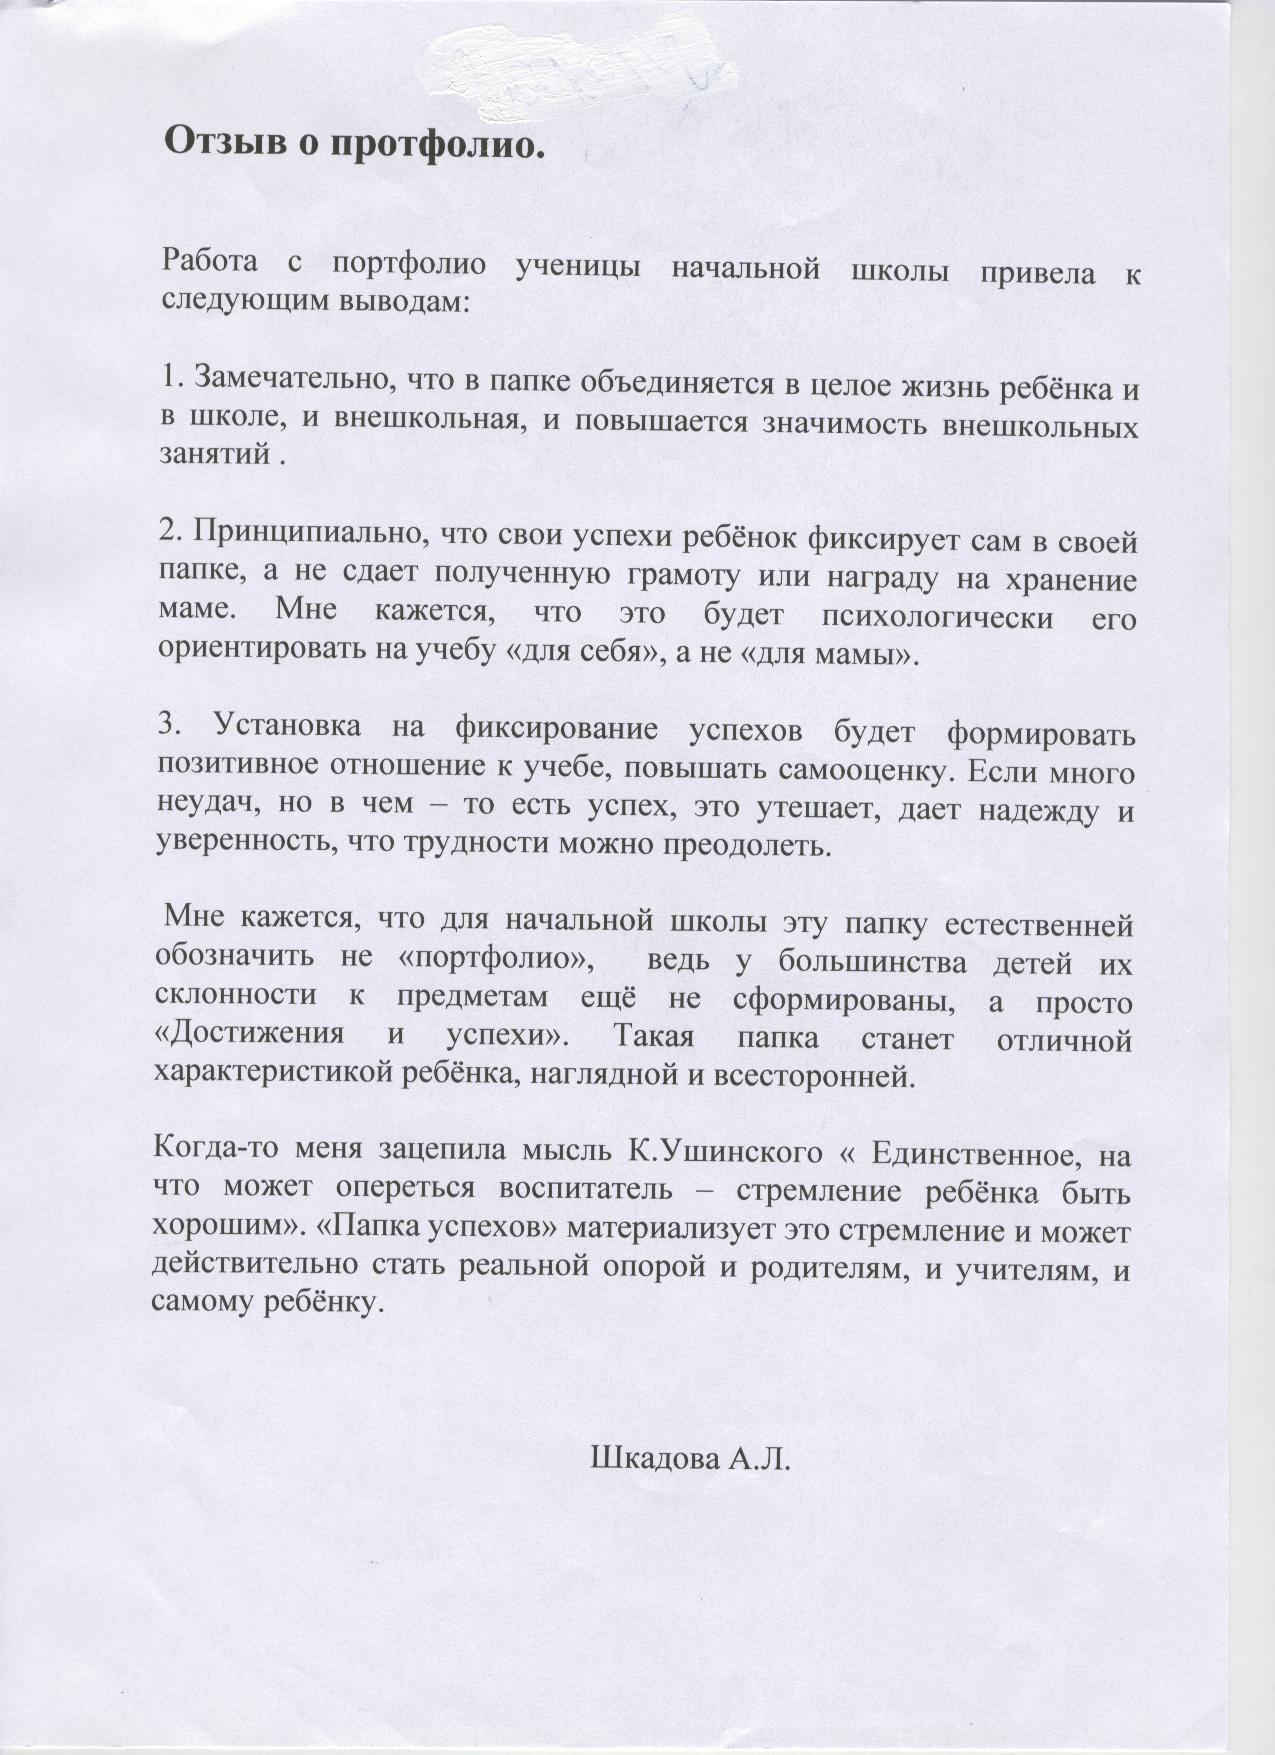 Отзыв о протфолио.
Работа с портфолио ученицы начальной школы привела к
следующим выводам:
1. Замечательно, что в папке объединяется в целое жизнь ребёнка и
в школе, и внешкольная, и повышается значимость внешкольных
занятий .
2. Принципиально, что свои успехи ребёнок фиксирует сам в своей
папке, а не сдает полученную грамоту или награду на хранение
маме. Мне кажется, что это будет психологически его
ориентировать на учебу «для себя», а не «для мамы».
3. Установка на фиксирование успехов будет формировать
позитивное отношение к учебе, повышать самооценку. Если много
неудач, но в чем – то есть успех, это утешает, дает надежду и
уверенность, что трудности можно преодолеть.
Мне кажется, что для начальной школы эту папку естественней
обозначить не «портфолио», ведь у большинства детей их
склонности к предметам ещё не сформированы, а просто
«Достижения и успехи». Такая папка станет отличной
характеристикой ребёнка, наглядной и всесторонней.
Когда-то меня зацепила мысль К.Ушинского « Единственное, на
что может опереться воспитатель – стремление ребёнка быть
хорошим». «Папка успехов» материализует это стремление и может
действительно стать реальной опорой и родителям, и учителям, и
самому ребёнку.
Шкадова А.Л.